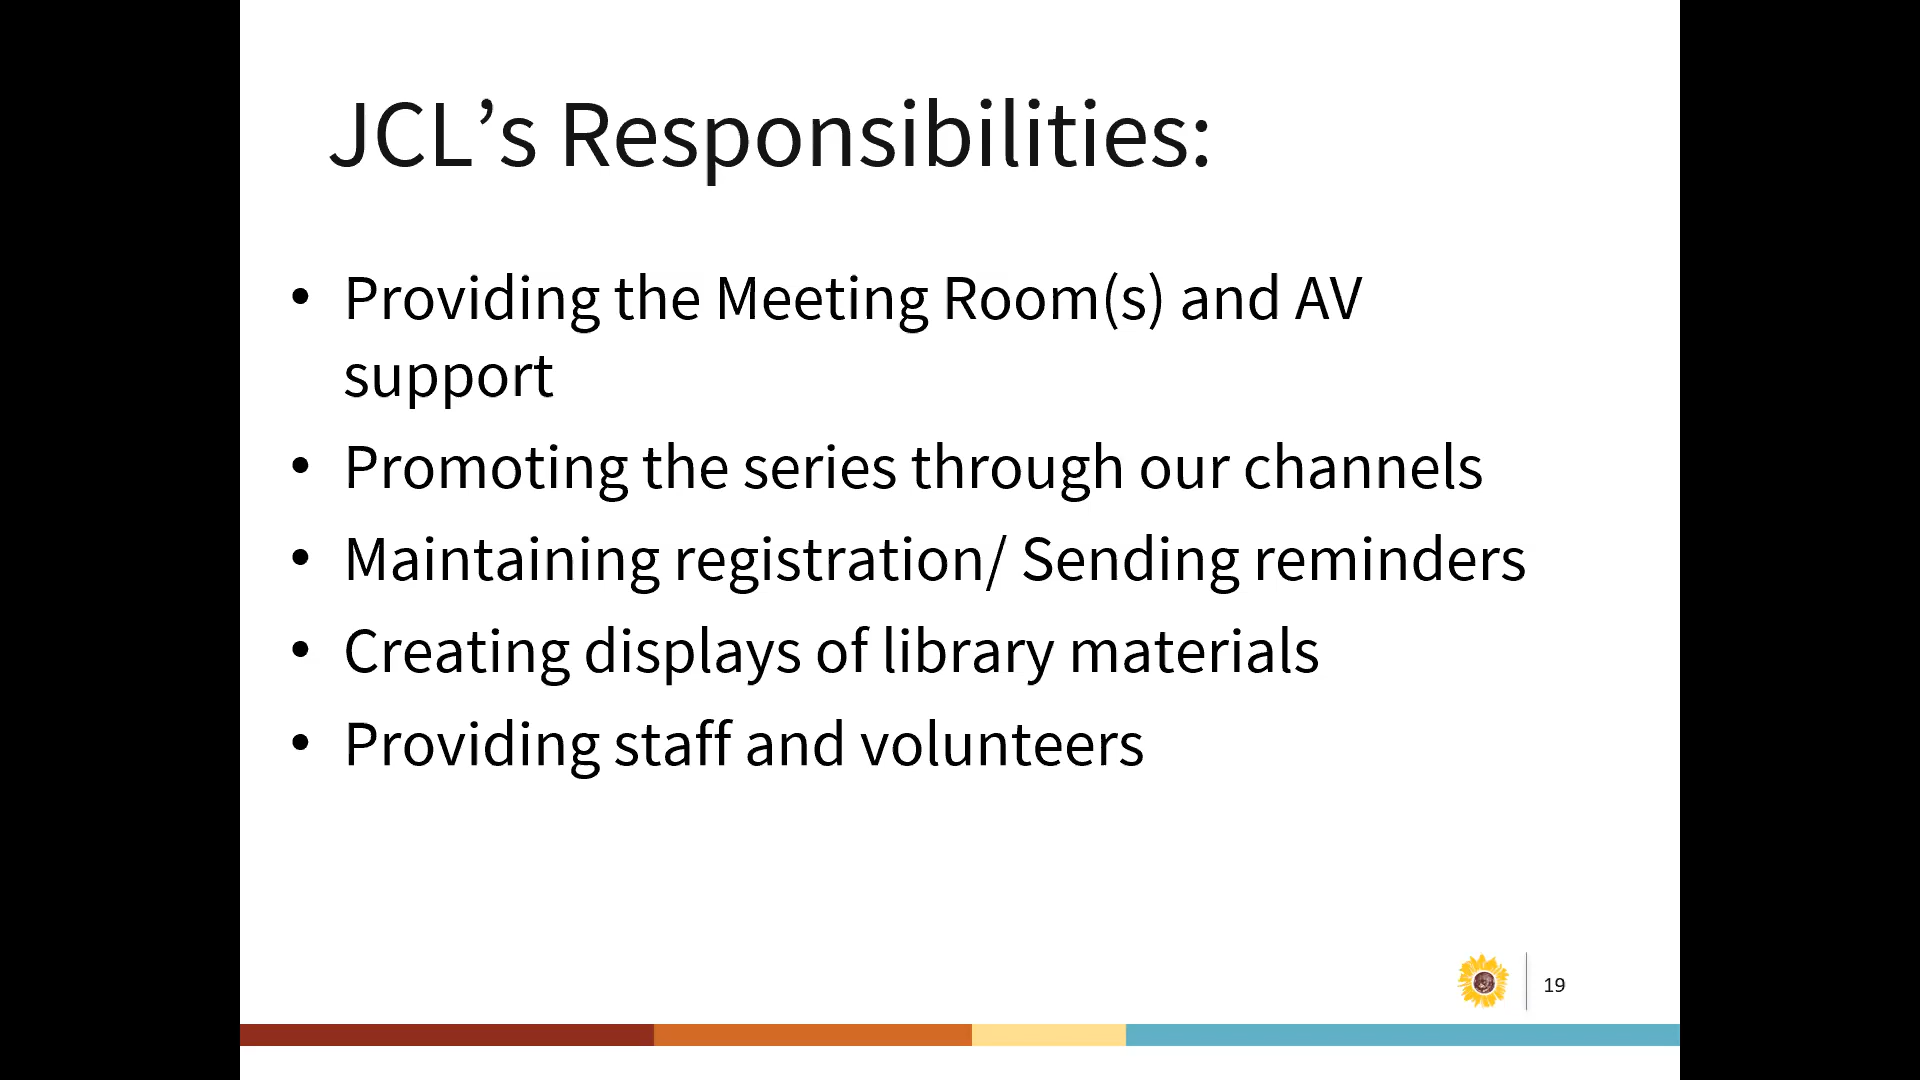 JCL’s Responsibilities:
• Providing the Meeting Room(s) and AV
support
• Promoting the series through our channels
• Maintaining registration/ Sending reminders
• Creating displays of library materials
• Providing staff and volunteers
19